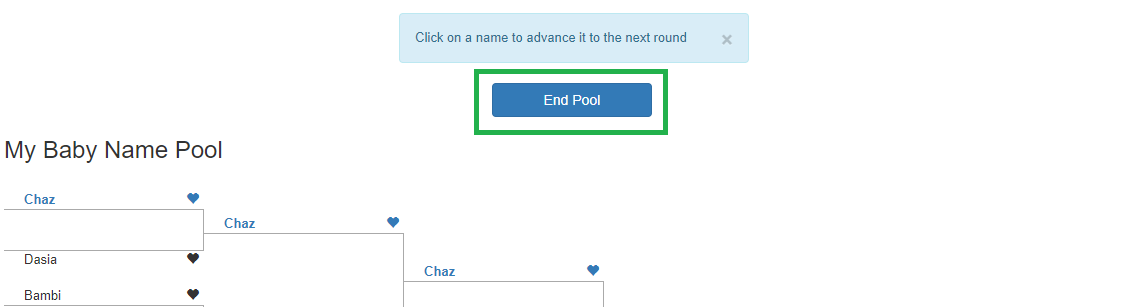 Click on a name to advance it to the next round ×
End Pool
My Baby Name Pool
Chaz
Chaz
Dasia
Chaz
Bambi